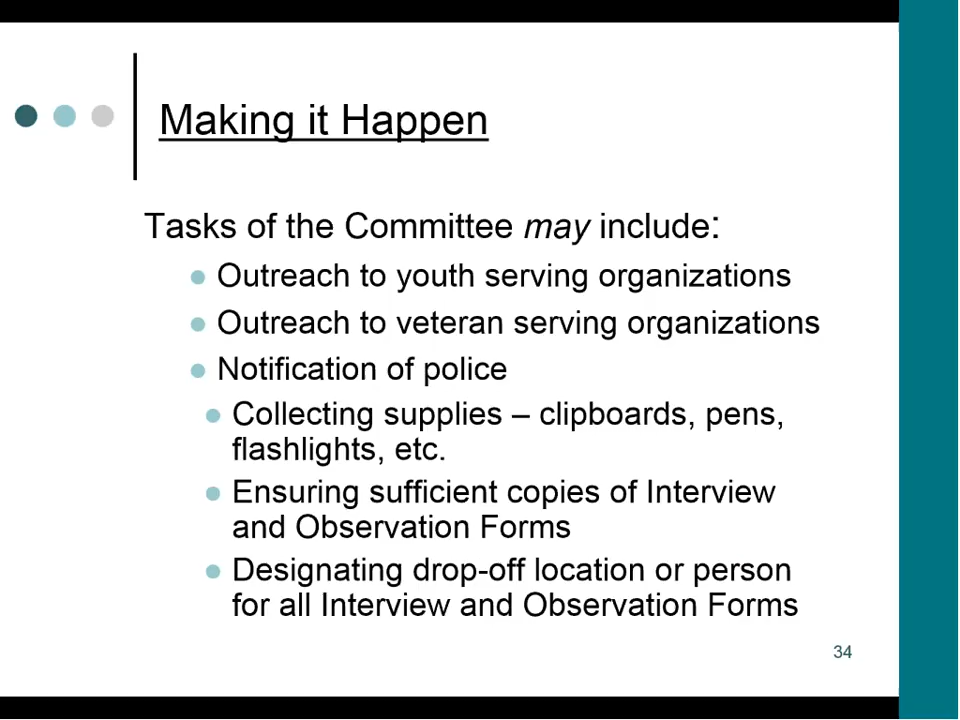 Making it Happen
Tasks of the Committee may include:
Outreach to youth serving organizations
Outreach to veteran serving organizations
Notification of police
Collecting supplies – clipboards, pens,
flashlights, etc.
Ensuring sufficient copies of Interview
and Observation Forms
Designating drop-off location or person
for all Interview and Observation Forms
34